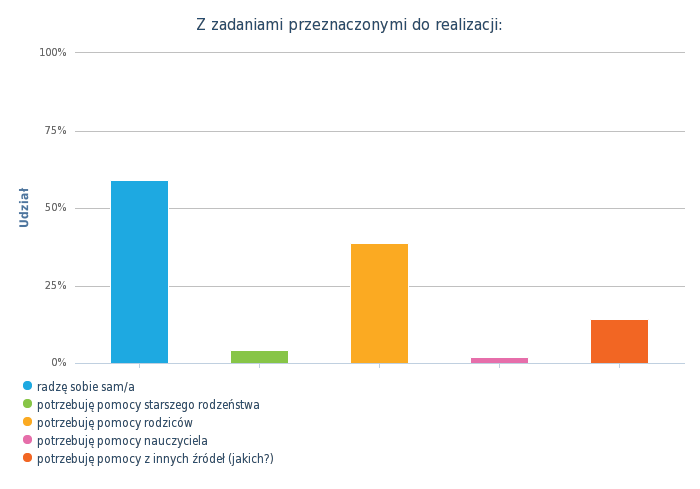 Z zadaniami przeznaczonymi do realizacji:
100%
75%
50%
25%
0%
Udział
radzę sobie sam/a
potrzebuję pomocy starszego rodzeństwa
potrzebuję pomocy rodziców
potrzebuję pomocy nauczyciela
potrzebuję pomocy z innych źródeł (jakich?)